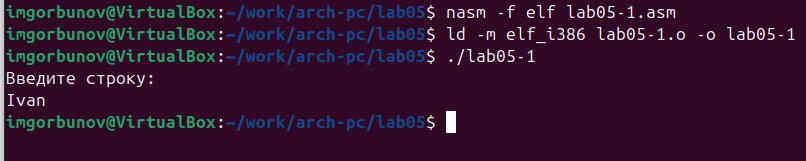 imgorbunov@VirtualBox:~/work/arch-pc/lab05$ nasm -f elf lab05-1.asm
imgorbunov@VirtualBox:~/work/arch-pc/lab05$ ld -m elf_i386 lab05-1.o -o lab05-1
imgorbunov@VirtualBox:~/work/arch-pc/lab05$ ./lab05-1
Введите строку:
Ivan
imgorbunov@VirtualBox:~/work/arch-pc/lab05$